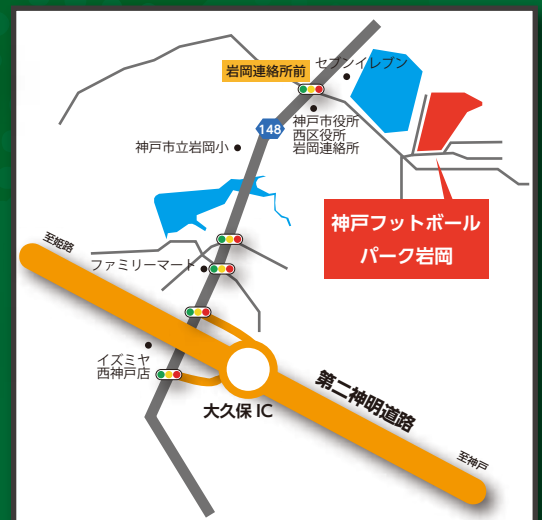 セブンイレブン
岩岡連絡所前
148
神戸市役所
西区役所
岩岡連絡所
神戸市立岩岡小
神戸フットボール
パーク岩岡
至姫路
ファミリーマート
イズミヤ
西神戸店
大久保 IC
第二神明道路
至神戸